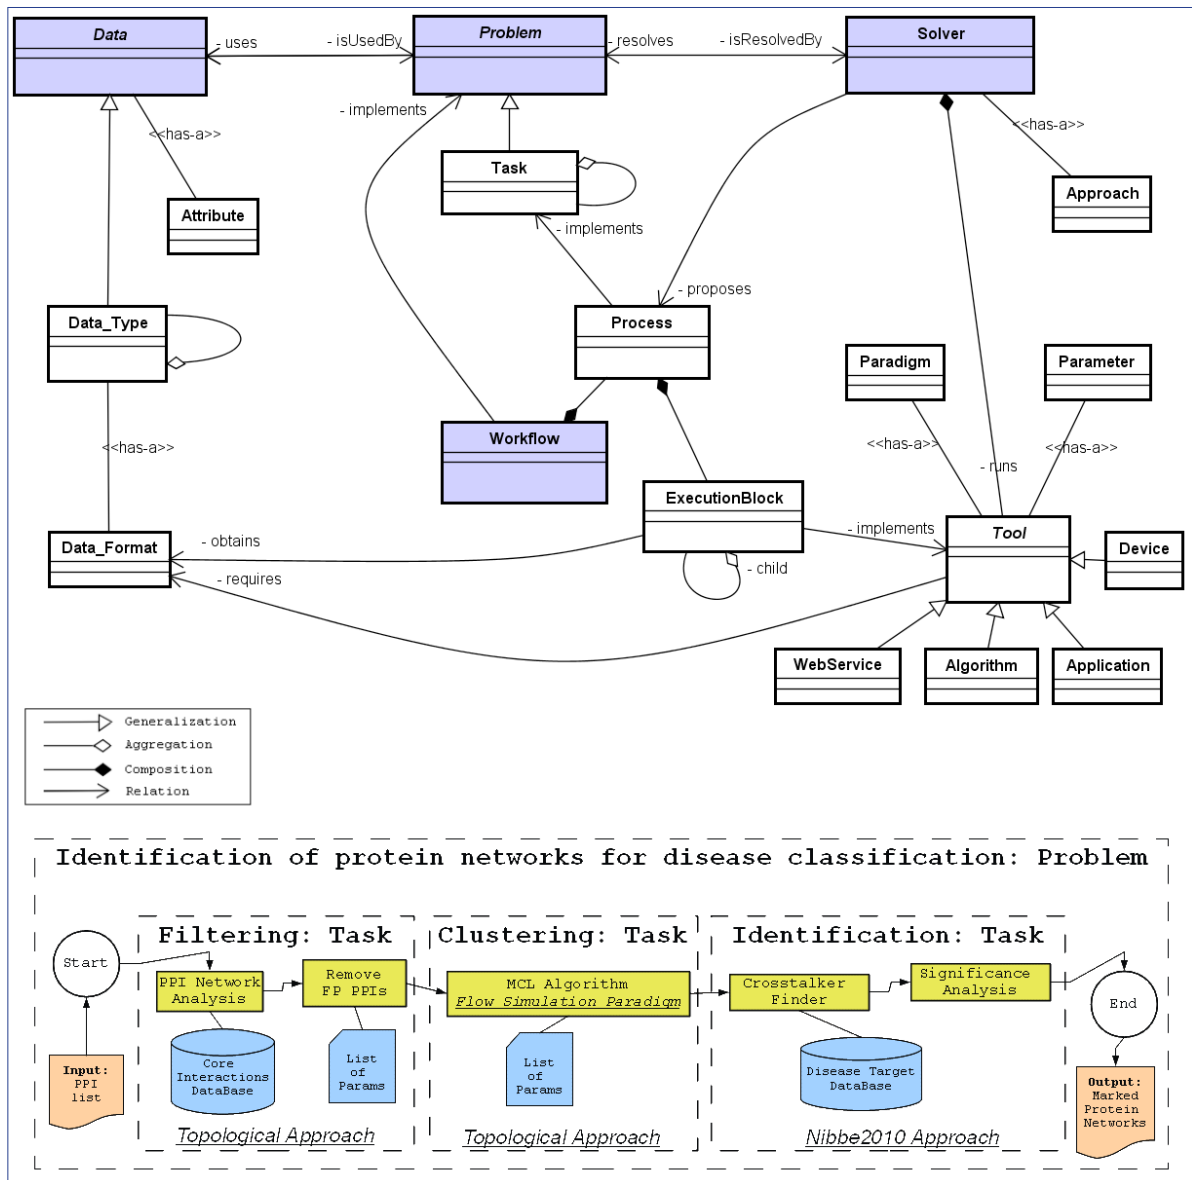 Data
Problem
Solver
- uses
- isUsedBy
- resolves
- isResolvedBy
<<has-a>>
- implements
<<has-a>>
Task
Attribute
Approach
- implements
- proposes
Data_Type
Process
Paradigm
Parameter
<<has-a>>
Workflow
<<has-a>>
<<has-a>>
- runs
ExecutionBlock
Data_Format
- obtains
- implements
Tool
Device
- requires
- child
WebService
Algorithm
Application
Generalization
Aggregation
Composition
Relation
Identification of protein networks for disease classification: Problem
Filtering: Task
Clustering: Task
Identification: Task
Start
PPI Network
Analysis
Remove
FP PPIs
MCL Algorithm
Flow Simulation Paradigm
Crosstalker
Finder
Significance
Analysis
End
Input:
PPI
list
Core
Interactions
DataBase
List
of
Params
List
of
Params
Disease Target
DataBase
Output:
Marked
Protein
Networks
Topological Approach
Topological Approach
Nibbe2010 Approach